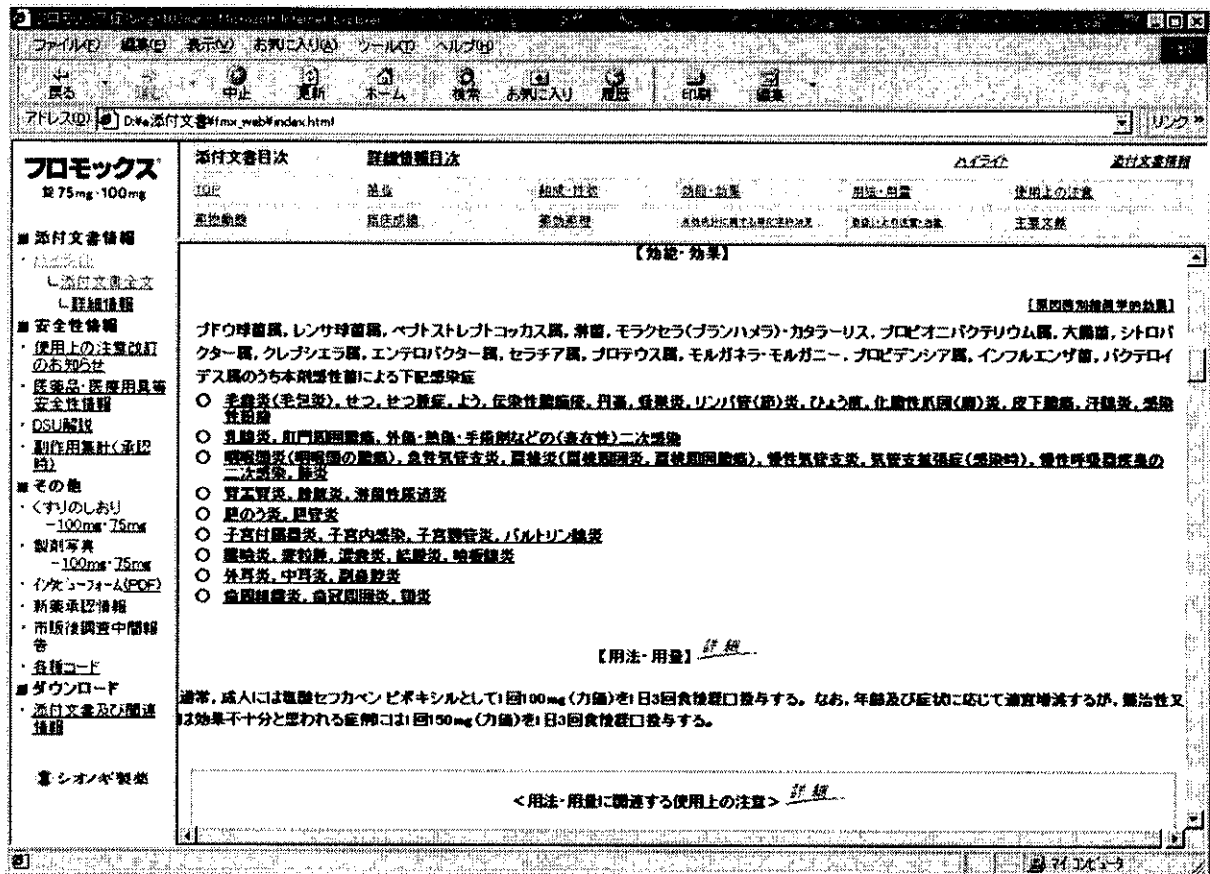 ファイル(F) 編集(E) 表示(V) お気に入り(A) ツール(T) ヘルプ(H)
戻る 中止 更新 ホーム 検索 お気に入り 履歴 印刷 編集
アドレス(D) D:¥e添付文書¥fmx_web¥index.html リンク
フロモックス
錠 75mg・100mg
■ 添付文書情報
・ハイライト
└添付文書全文
└詳細情報
■ 安全性情報
・使用上の注意改訂
のお知らせ
・医薬品・医療用具等
安全性情報
・DSU解説
・副作用集計(承認
時)
■ その他
・くすりのしおり
−100mg・75mg
・製剤写真
−100mg・75mg
・インタビューフォーム(PDF)
・新薬承認情報
・市販後調査中間報
告
・各種コード
■ ダウンロード
・添付文書及び関連
情報
シオノギ製薬
添付文書目次 詳細情報目次 ハイライト 添付文書情報
TOP 組成・性状 効能・効果 用法・用量 使用上の注意
薬物動態 臨床成績 薬効薬理 主要文献
【効能・効果】
[原因菌別細菌学的効果]
ブドウ球菌属, レンサ球菌属, ペプトストレプトコッカス属, 淋菌, モラクセラ(ブランハメラ)・カタラーリス, プロピオニバクテリウム属, 大腸菌, シトロバ
クター属, クレブシエラ属, エンテロバクター属, セラチア属, プロテウス属, モルガネラ・モルガニー, プロビデンシア属, インフルエンザ菌, バクテロイ
デス属のうち本剤感性菌による下記感染症
○ 毛嚢炎(毛包炎), せつ, せつ腫症, よう, 伝染性膿痂疹, 丹毒, 蜂巣炎, リンパ管(節)炎, ひょう疽, 化膿性爪囲(廓)炎, 皮下膿瘍, 汗腺炎, 感染
性粉瘤
○ 乳腺炎, 肛門周囲膿瘍, 外傷・熱傷・手術創などの(表在性)二次感染
○ 咽喉頭炎(咽喉頭の膿瘍), 急性気管支炎, 扁桃炎(扁桃周囲炎, 扁桃周囲膿瘍), 慢性気管支炎, 気管支拡張症(感染時), 慢性呼吸器疾患の
二次感染, 肺炎
○ 腎盂腎炎, 膀胱炎, 淋菌性尿道炎
○ 胆のう炎, 胆管炎
○ 子宮付属器炎, 子宮内感染, 子宮頸管炎, バルトリン腺炎
○ 麦粒腫, 涙嚢炎, 結膜炎, 瞼板腺炎
○ 外耳炎, 中耳炎, 副鼻腔炎
○ 歯周組織炎, 歯冠周囲炎, 顎炎
【用法・用量】 詳細
通常, 成人には塩酸セフカペン ピボキシルとして1回100mg(力価)を1日3回食後経口投与する。なお, 年齢及び症状に応じて適宜増減するが, 難治性又
は効果不十分と思われる症例には1回150mg(力価)を1日3回食後経口投与する。
<用法・用量に関連する使用上の注意> 詳細
マイ コンピュータ